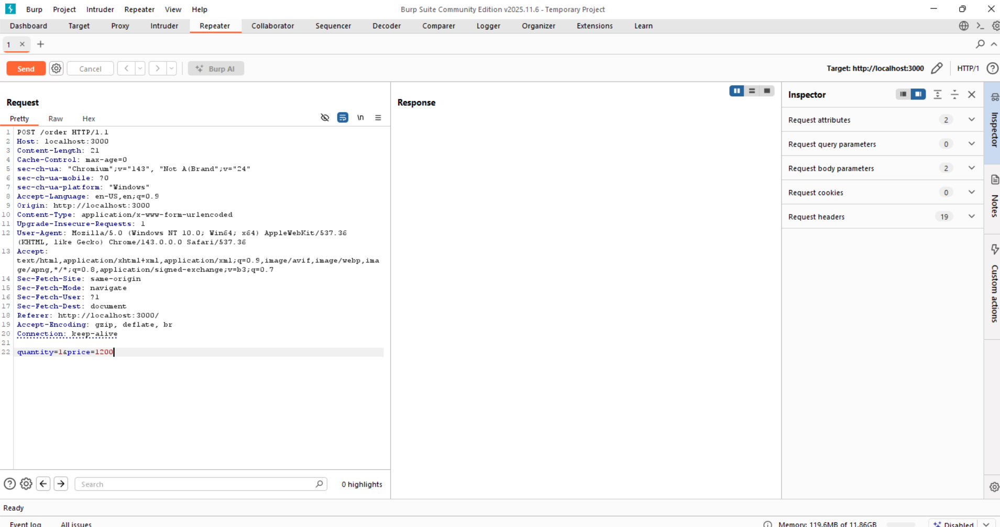 Burp Project Intruder Repeater View Help
Burp Suite Community Edition v2025.11.6 - Temporary Project
Dashboard Target Proxy Intruder Repeater Collaborator Sequencer Decoder Comparer Logger Organizer Extensions Learn
1 × +
Send Cancel < > Burp AI
Target: http://localhost:3000 HTTP/1
Request
Pretty Raw Hex
\n
1 POST /order HTTP/1.1
2 Host: localhost:3000
3 Content-Length: 21
4 Cache-Control: max-age=0
5 sec-ch-ua: "Chromium";v="143", "Not A(Brand";v="24"
6 sec-ch-ua-mobile: ?0
7 sec-ch-ua-platform: "Windows"
8 Accept-Language: en-US,en;q=0.9
9 Origin: http://localhost:3000
10 Content-Type: application/x-www-form-urlencoded
11 Upgrade-Insecure-Requests: 1
12 User-Agent: Mozilla/5.0 (Windows NT 10.0; Win64; x64) AppleWebKit/537.36
(KHTML, like Gecko) Chrome/143.0.0.0 Safari/537.36
13 Accept:
text/html,application/xhtml+xml,application/xml;q=0.9,image/avif,image/webp,ima
ge/apng,*/*;q=0.8,application/signed-exchange;v=b3;q=0.7
14 Sec-Fetch-Site: same-origin
15 Sec-Fetch-Mode: navigate
16 Sec-Fetch-User: ?1
17 Sec-Fetch-Dest: document
18 Referer: http://localhost:3000/
19 Accept-Encoding: gzip, deflate, br
20 Connection: keep-alive
21
22 quantity=1&price=1200
Search
0 highlights
Response
Inspector
Request attributes 2
Request query parameters 0
Request body parameters 2
Request cookies 0
Request headers 19
Inspector
Notes
Custom actions
Ready
Event log All issues
Memory: 119.6MB of 11.86GB
Disabled